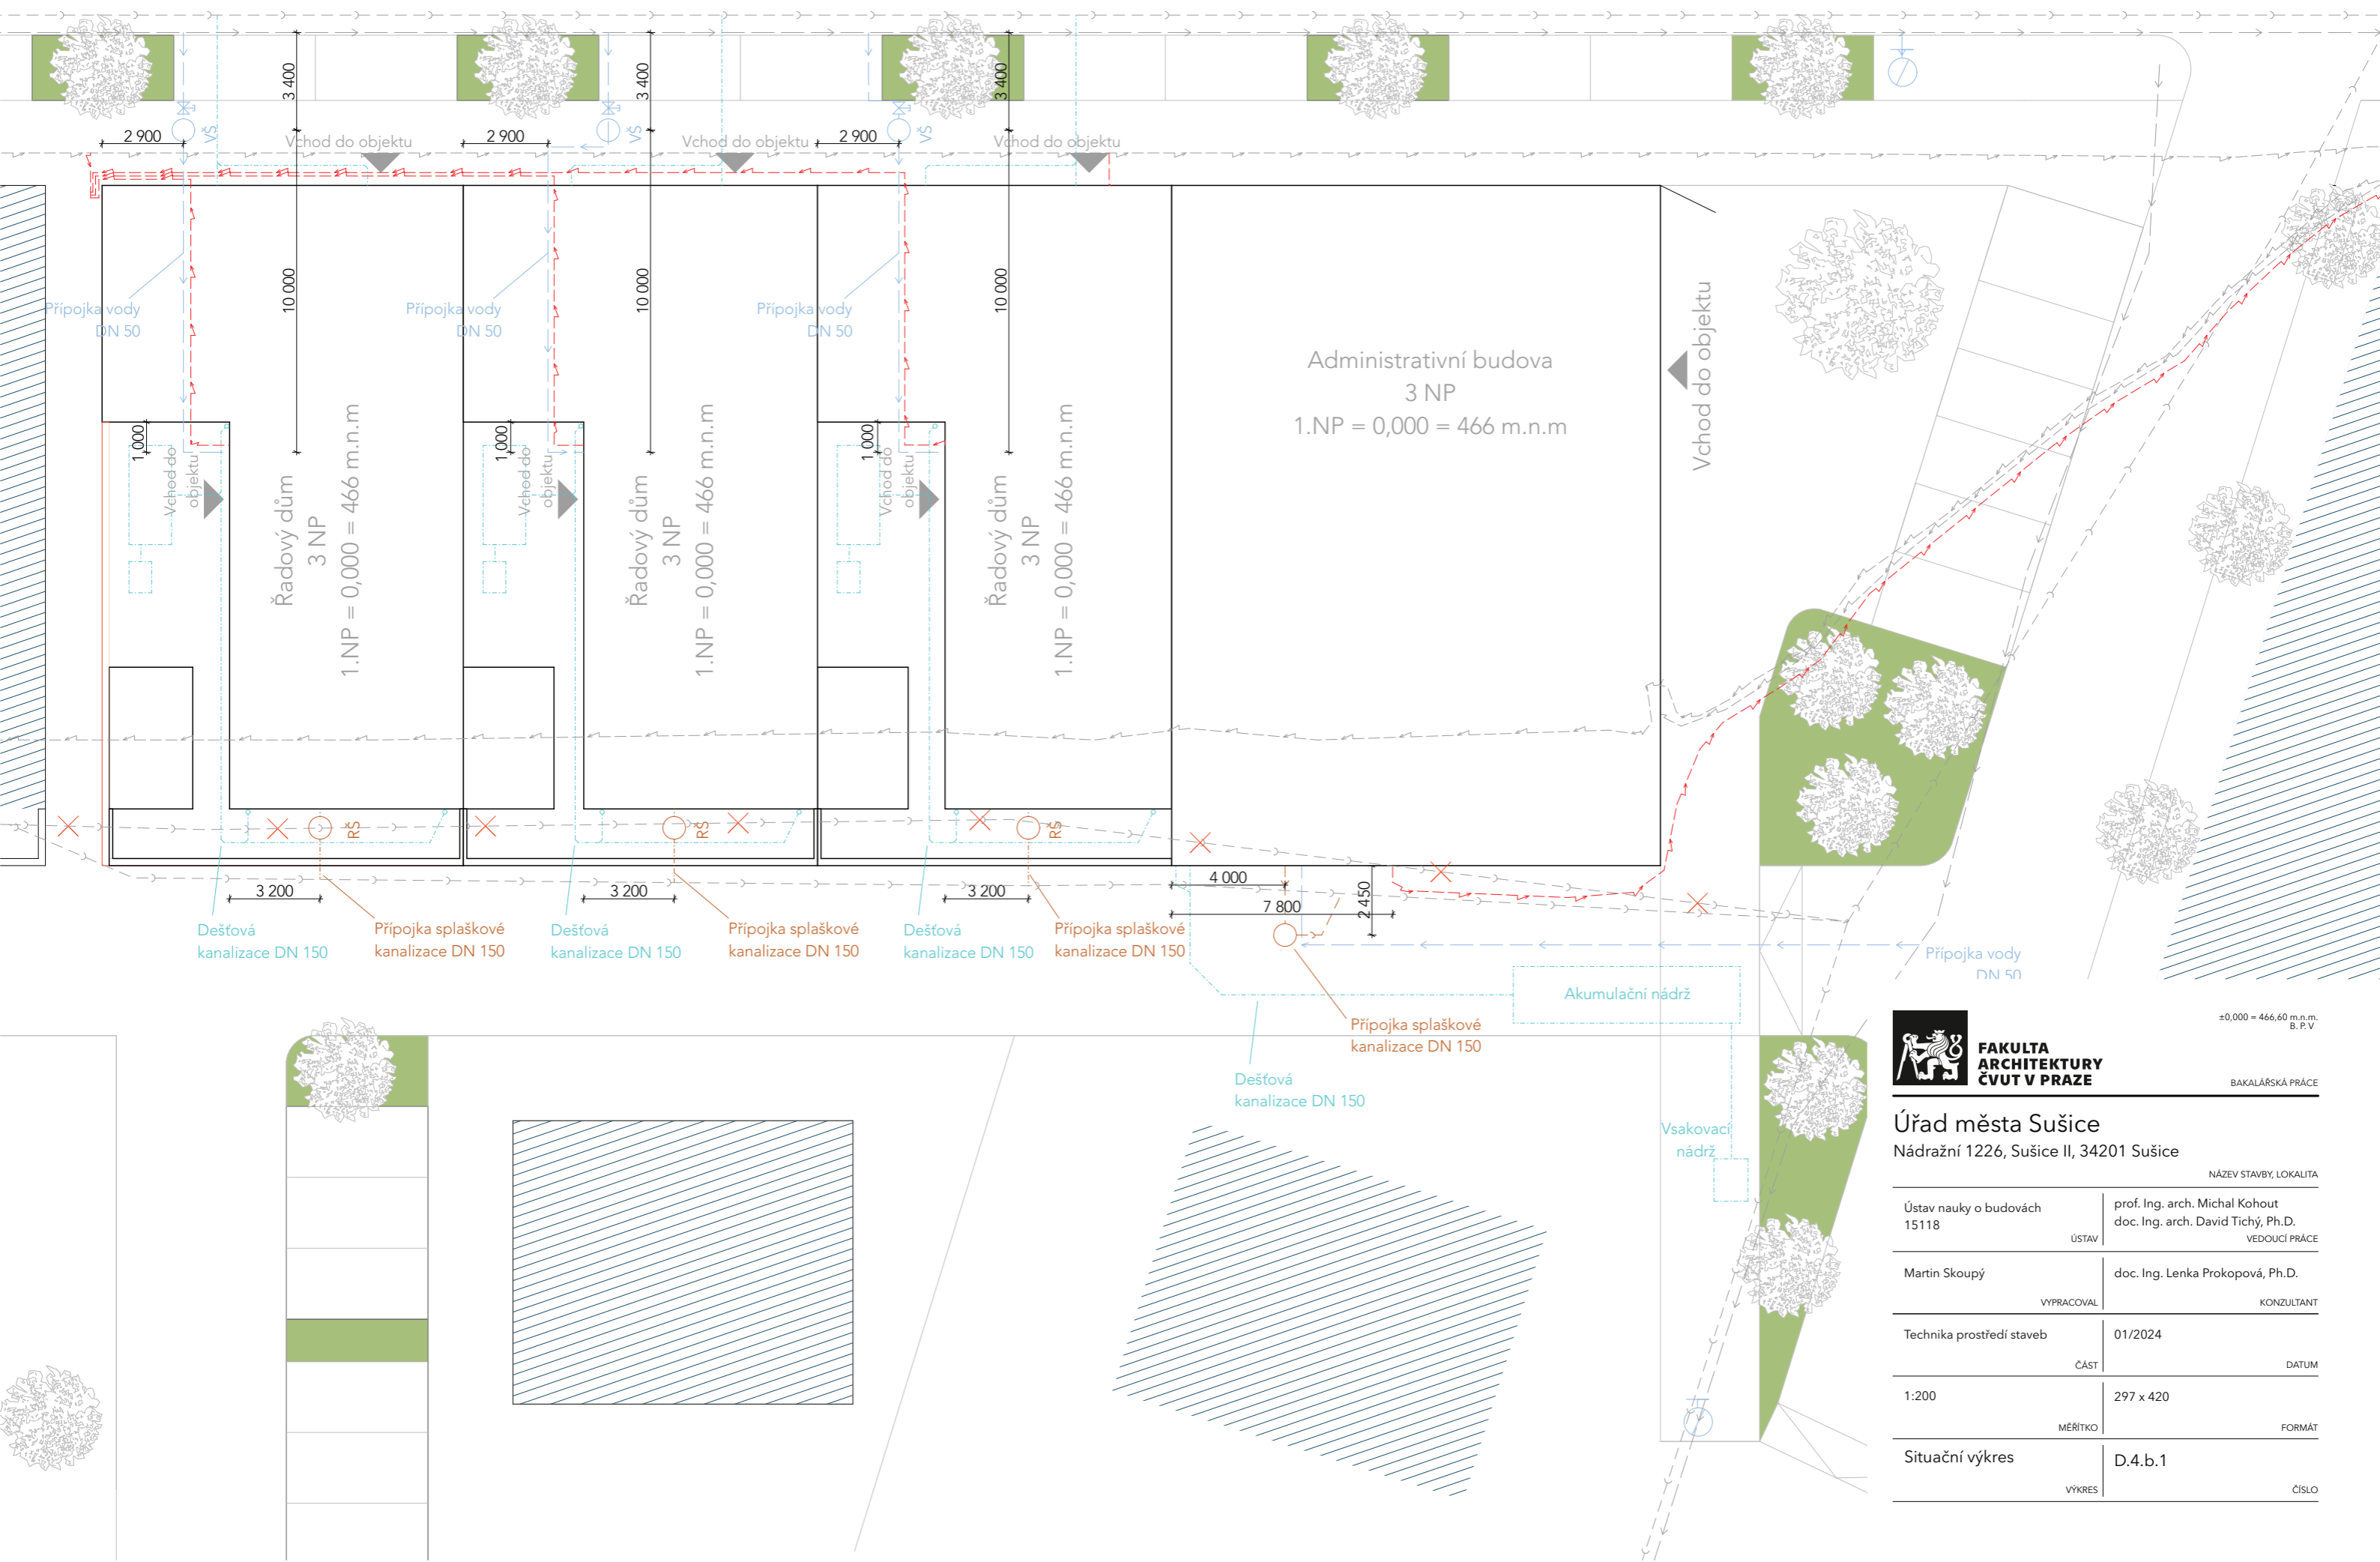 3 400
3 400
3 400
VŠ
VŠ
VŠ
2 900
2 900
2 900
Vchod do objektu
Vchod do objektu
Vchod do objektu
10 000
10 000
10 000
Přípojka vody
DN 50
Přípojka vody
DN 50
Přípojka vody
DN 50
Administrativní budova
3 NP
1.NP = 0,000 = 466 m.n.m
Vchod do objektu
1 000
1 000
1 000
Vchod do
objektu
Vchod do
objektu
Vchod do
objektu
Řadový dům
3 NP
1.NP = 0,000 = 466 m.n.m
Řadový dům
3 NP
1.NP = 0,000 = 466 m.n.m
Řadový dům
3 NP
1.NP = 0,000 = 466 m.n.m
RŠ
RŠ
RŠ
3 200
3 200
3 200
4 000
7 800
2 450
Dešťová
kanalizace DN 150
Přípojka splaškové
kanalizace DN 150
Dešťová
kanalizace DN 150
Přípojka splaškové
kanalizace DN 150
Dešťová
kanalizace DN 150
Přípojka splaškové
kanalizace DN 150
Přípojka vody
DN 50
Akumulační nádrž
Přípojka splaškové
kanalizace DN 150
Dešťová
kanalizace DN 150
Vsakovací
nádrž
±0,000 = 466,60 m.n.m.
B. P. V
FAKULTA
ARCHITEKTURY
ČVUT V PRAZE
BAKALÁŘSKÁ PRÁCE
Úřad města Sušice
Nádražní 1226, Sušice II, 34201 Sušice
NÁZEV STAVBY, LOKALITA
Ústav nauky o budovách
15118
ÚSTAV
prof. Ing. arch. Michal Kohout
doc. Ing. arch. David Tichý, Ph.D.
VEDOUCÍ PRÁCE
Martin Skoupý
VYPRACOVAL
doc. Ing. Lenka Prokopová, Ph.D.
KONZULTANT
Technika prostředí staveb
ČÁST
01/2024
DATUM
1:200
MĚŘÍTKO
297 x 420
FORMÁT
Situační výkres
VÝKRES
D.4.b.1
ČÍSLO